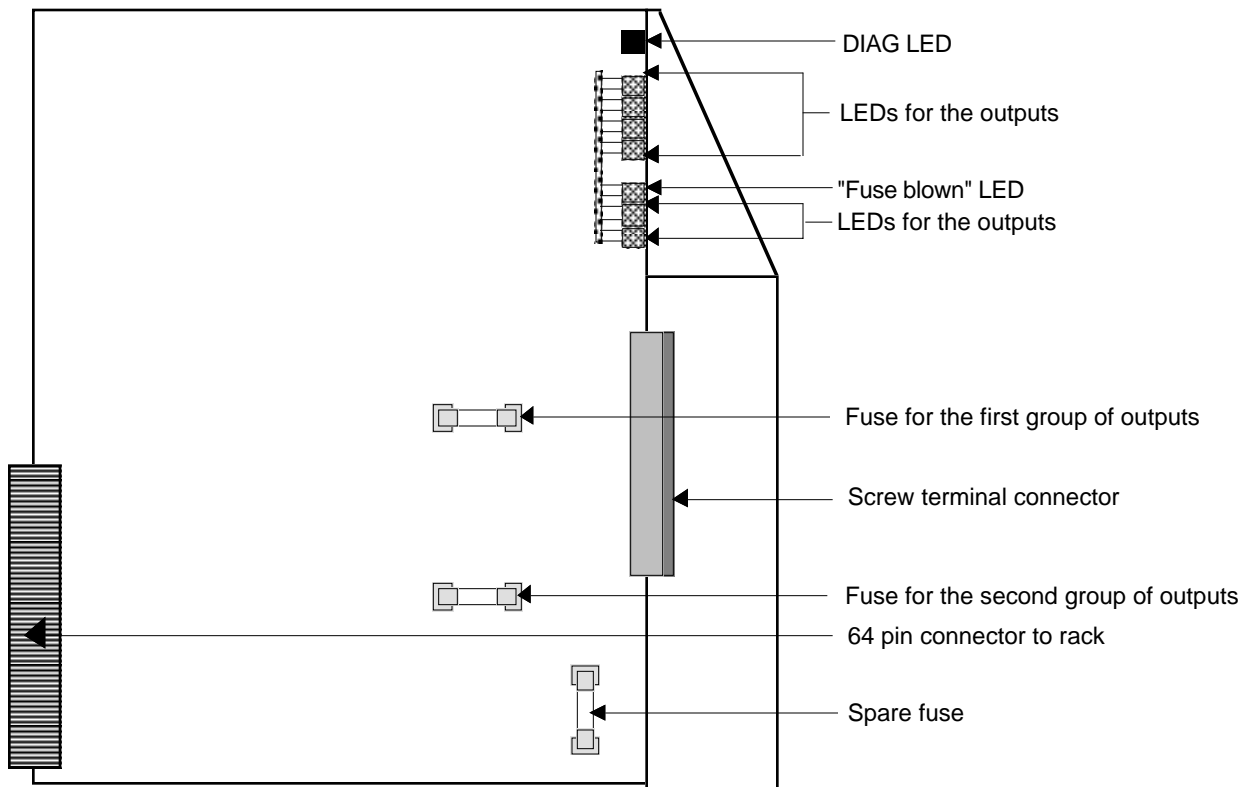 DIAG LED
LEDs for the outputs
"Fuse blown" LED
LEDs for the outputs
Fuse for the first group of outputs
Screw terminal connector
Fuse for the second group of outputs
64 pin connector to rack
Spare fuse